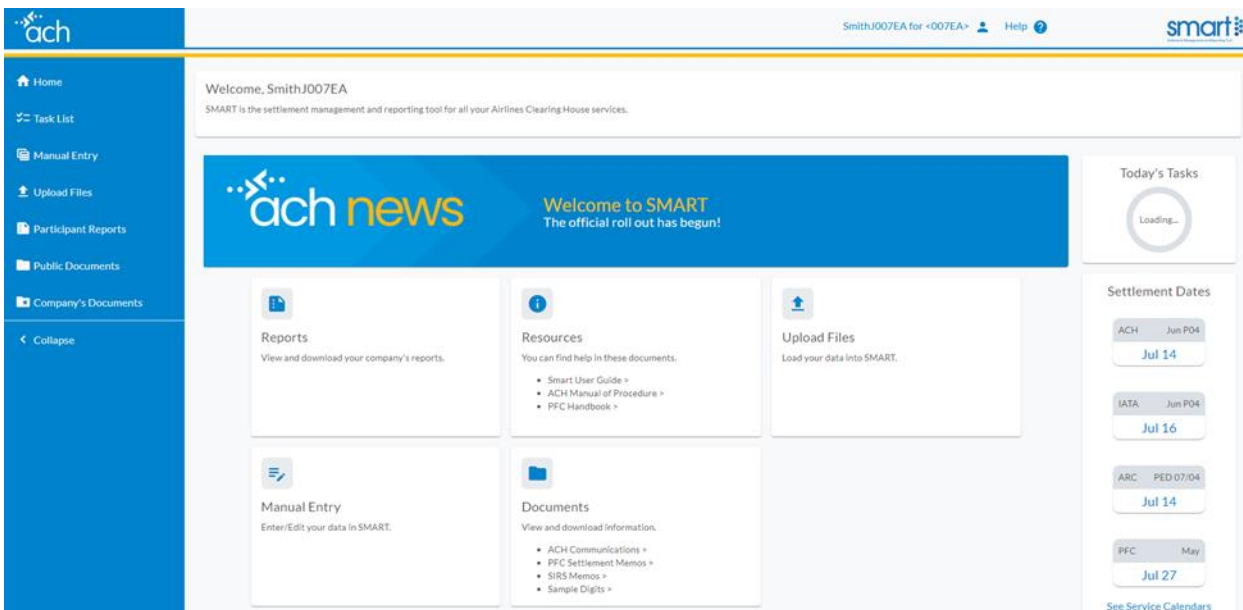 ach
SmithJ007EA for <007EA>
Help
smart
Home
Task List
Manual Entry
Upload Files
Participant Reports
Public Documents
Company's Documents
Collapse
Welcome, SmithJ007EA
SMART is the settlement management and reporting tool for all your Airlines Clearing House services.
ach news
Welcome to SMART
The official roll out has begun!
Today's Tasks
Loading...
Reports
View and download your company's reports.
Resources
You can find help in these documents.
• Smart User Guide >
• ACH Manual of Procedure >
• PFC Handbook >
Upload Files
Load your data into SMART.
Manual Entry
Enter/Edit your data in SMART.
Documents
View and download information.
• ACH Communications >
• PFC Settlement Memos >
• SIRS Memos >
• Sample Digits >
Settlement Dates
ACH Jun P04
Jul 14
IATA Jun P04
Jul 16
ARC PED 07/04
Jul 14
PFC May
Jul 27
See Service Calendars